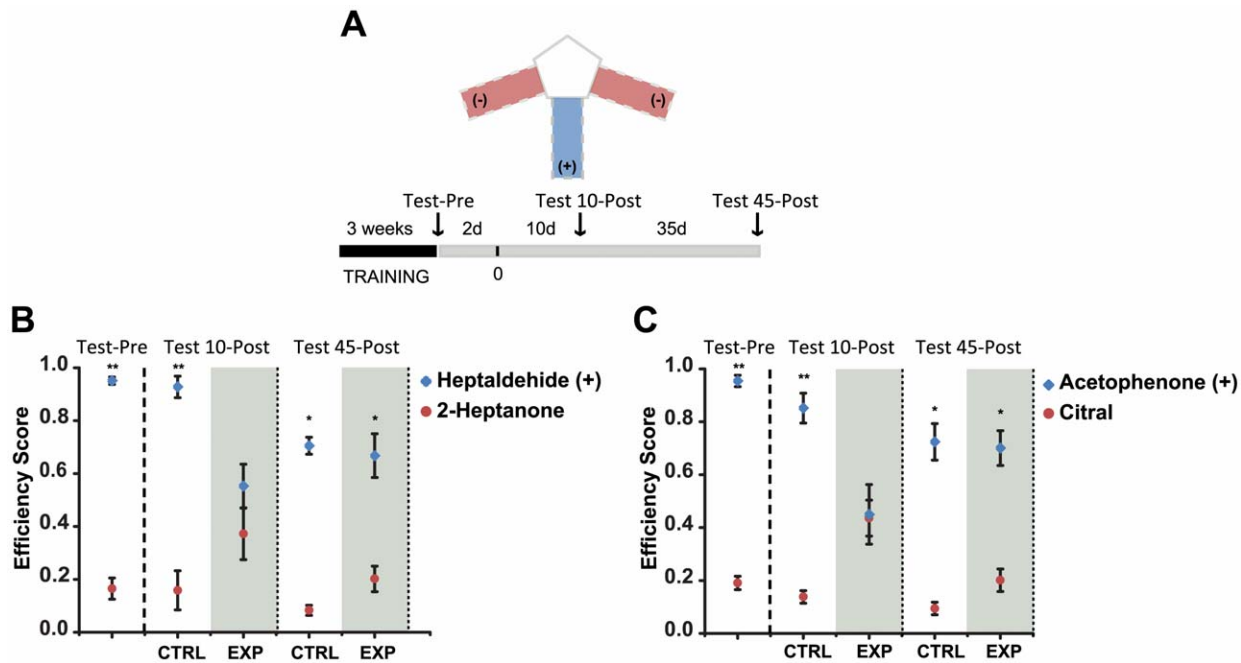 A
(-)
(-)
(+)
Test-Pre
Test 10-Post
Test 45-Post
3 weeks
2d
10d
35d
TRAINING
0
B
Test-Pre
Test 10-Post
Test 45-Post
Efficiency Score
1.0
0.8
0.6
0.4
0.2
0.0
**
**
*
*
CTRL
EXP
CTRL
EXP
Heptaldehide (+)
2-Heptanone
C
Test-Pre
Test 10-Post
Test 45-Post
Efficiency Score
1.0
0.8
0.6
0.4
0.2
0.0
**
**
*
*
CTRL
EXP
CTRL
EXP
Acetophenone (+)
Citral